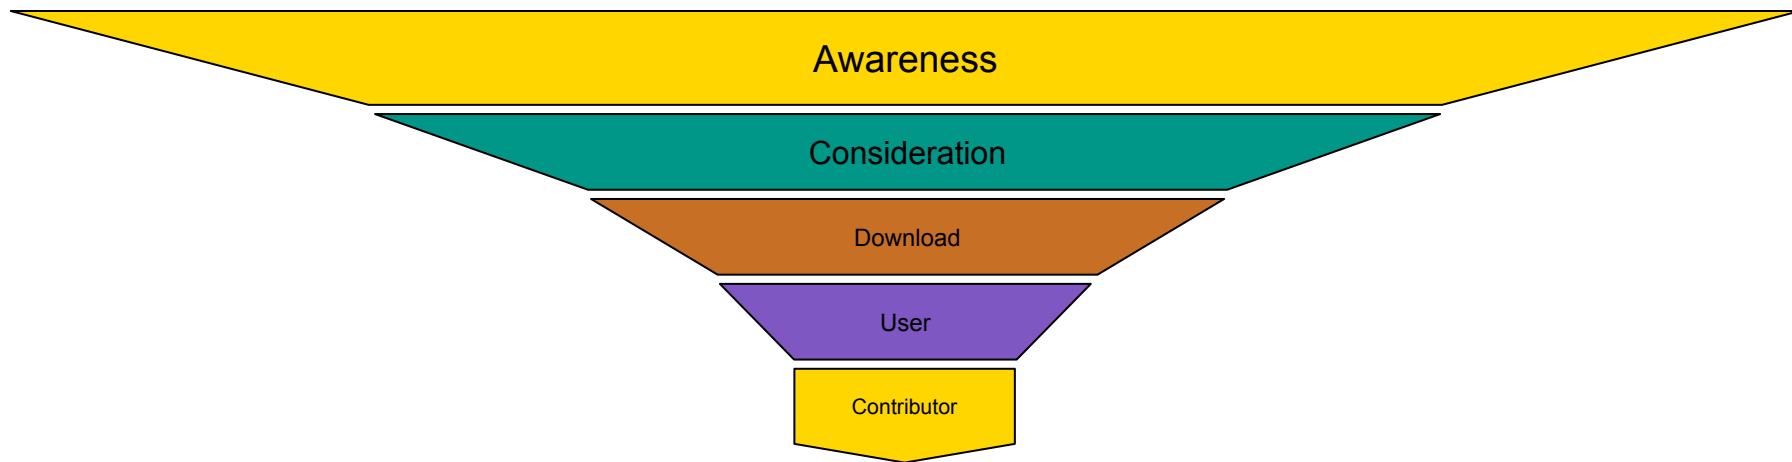 Awareness
Consideration
Download
User
Contributor